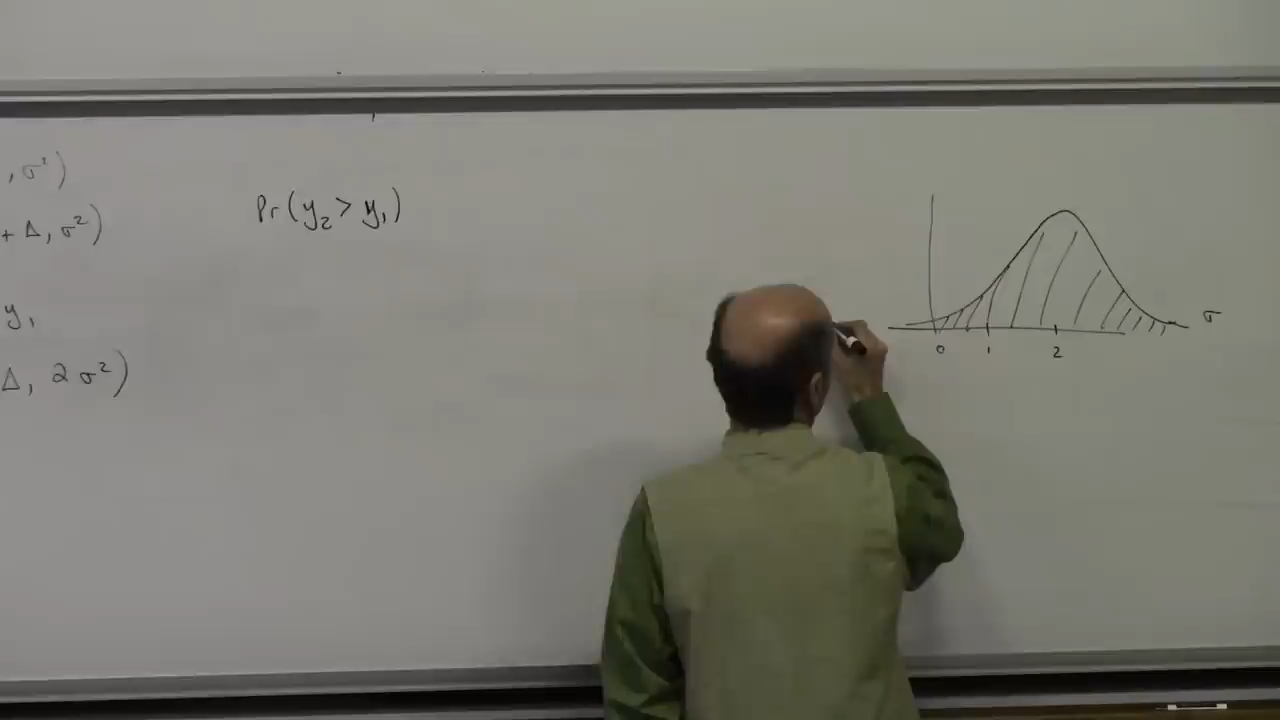 , σ²)
+ Δ, σ²)
y₁
Δ, 2σ²)
Pr(y₂ > y₁)
σ
0 1 2